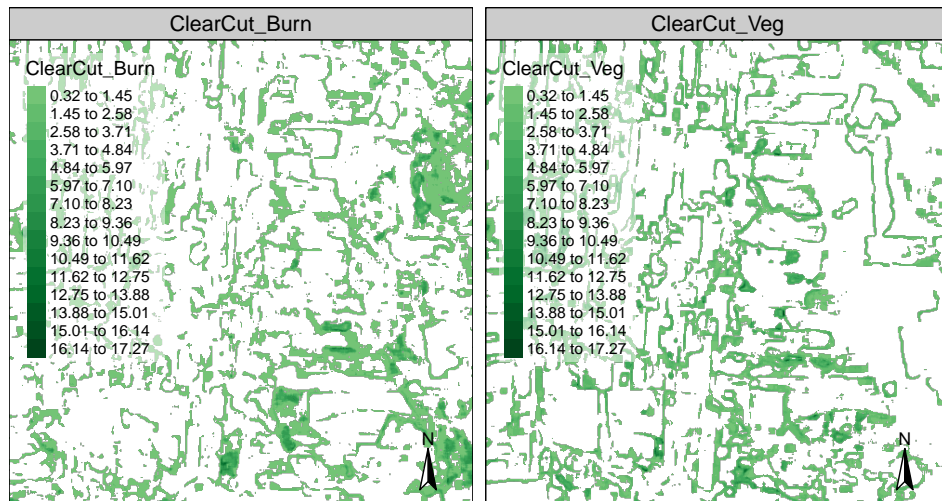 ClearCut_Burn
ClearCut_Burn
0.32 to 1.45
1.45 to 2.58
2.58 to 3.71
3.71 to 4.84
4.84 to 5.97
5.97 to 7.10
7.10 to 8.23
8.23 to 9.36
9.36 to 10.49
10.49 to 11.62
11.62 to 12.75
12.75 to 13.88
13.88 to 15.01
15.01 to 16.14
16.14 to 17.27
N
ClearCut_Veg
ClearCut_Veg
0.32 to 1.45
1.45 to 2.58
2.58 to 3.71
3.71 to 4.84
4.84 to 5.97
5.97 to 7.10
7.10 to 8.23
8.23 to 9.36
9.36 to 10.49
10.49 to 11.62
11.62 to 12.75
12.75 to 13.88
13.88 to 15.01
15.01 to 16.14
16.14 to 17.27
N